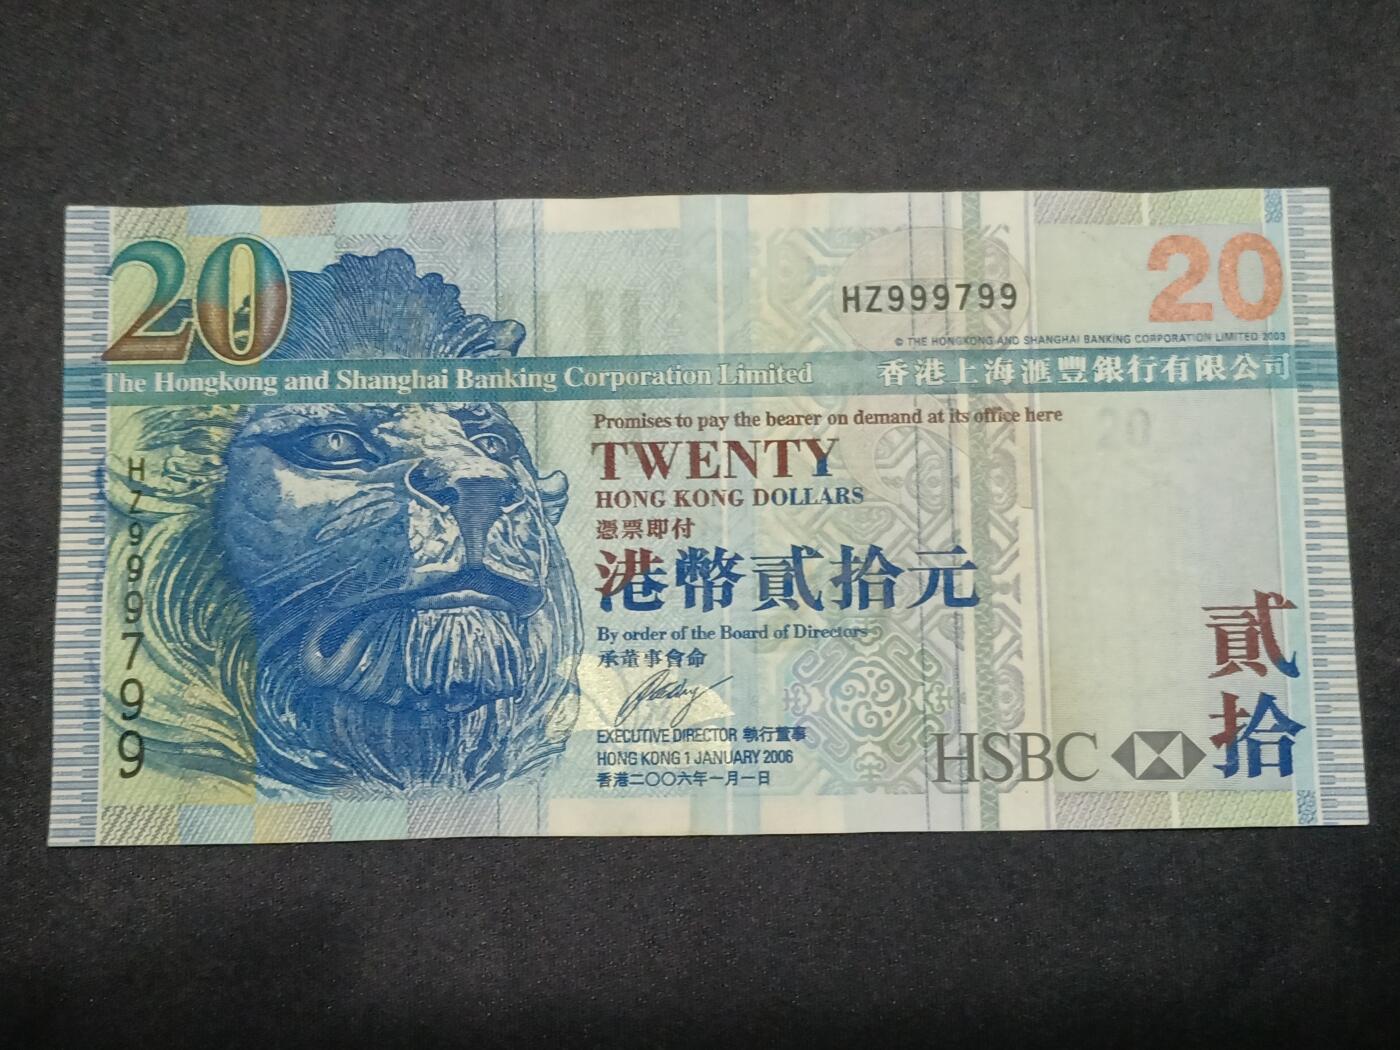 20
HZ999799
20
© THE HONGKONG AND SHANGHAI BANKING CORPORATION LIMITED 2003
The Hongkong and Shanghai Banking Corporation Limited 香港上海滙豐銀行有限公司
Promises to pay the bearer on demand at its office here
20
TWENTY
HONG KONG DOLLARS
憑票即付
港幣貳拾元
HZ999799
By order of the Board of Directors
承董事會命
EXECUTIVE DIRECTOR 執行董事
HONG KONG 1 JANUARY 2006
香港二〇〇六年一月一日
HSBC
貳拾